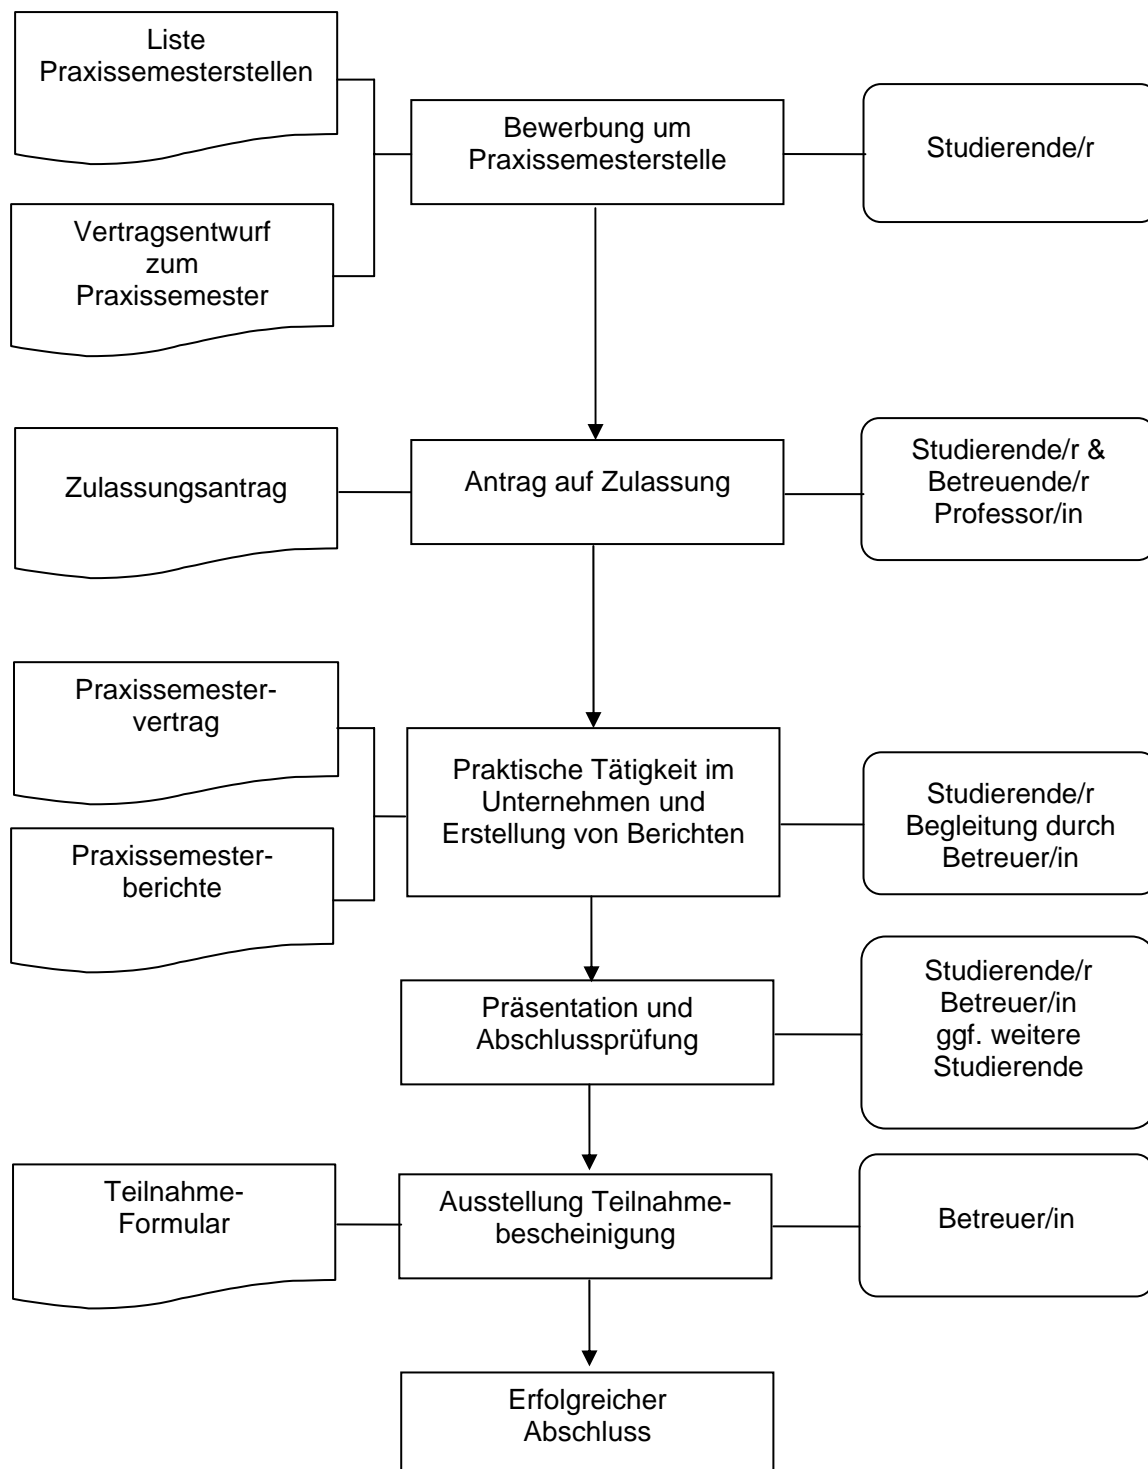 Liste
Praxissemesterstellen
Bewerbung um
Praxissemesterstelle
Studierende/r
Vertragsentwurf
zum
Praxissemester
Zulassungsantrag
Antrag auf Zulassung
Studierende/r &
Betreuende/r
Professor/in
Praxissemester-
vertrag
Praxissemester-
berichte
Praktische Tätigkeit im
Unternehmen und
Erstellung von Berichten
Studierende/r
Begleitung durch
Betreuer/in
Präsentation und
Abschlussprüfung
Studierende/r
Betreuer/in
ggf. weitere
Studierende
Teilnahme-
Formular
Ausstellung Teilnahme-
bescheinigung
Betreuer/in
Erfolgreicher
Abschluss